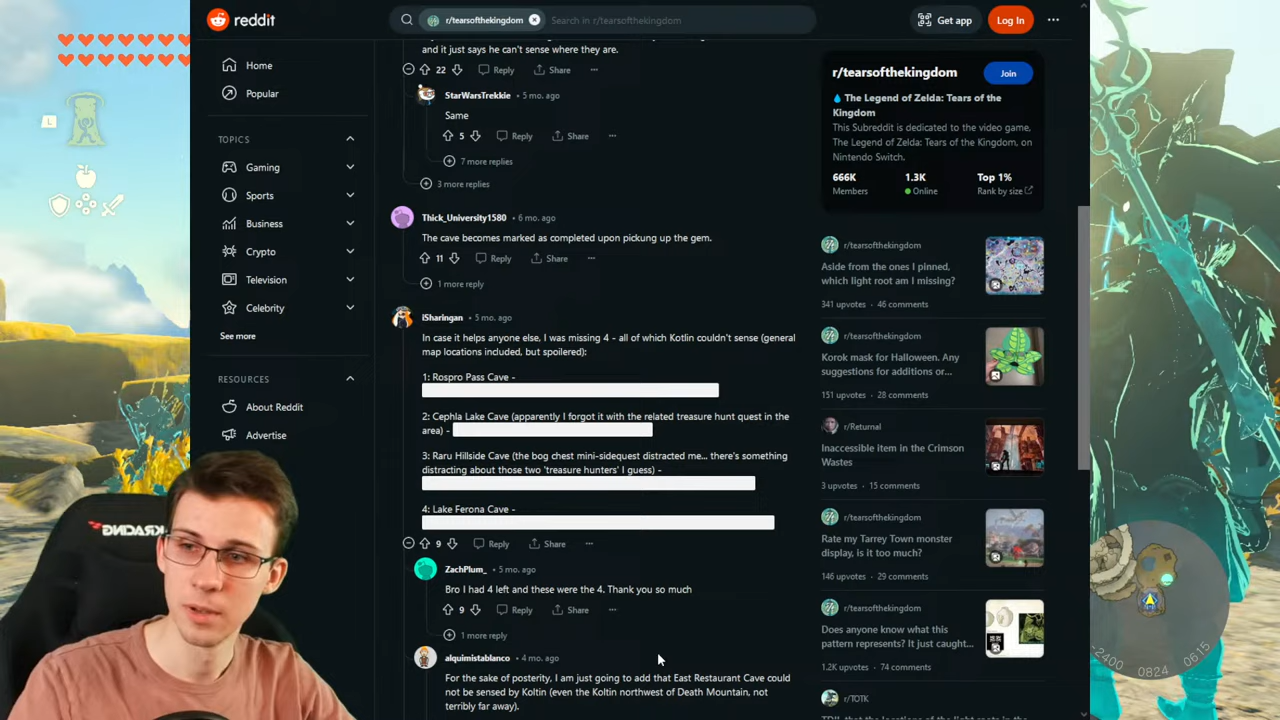 reddit
r/tearsofthekingdom
Search in r/tearsofthekingdom
Get app
Log In
Home
Popular
TOPICS
Gaming
Sports
Business
Crypto
Television
Celebrity
See more
RESOURCES
About Reddit
Advertise
L
KRACING
and it just says he can't sense where they are.
22
Reply
Share
StarWarsTrekkie • 5 mo. ago
Same
5
Reply
Share
7 more replies
3 more replies
Thick_University1580 • 6 mo. ago
The cave becomes marked as completed upon pickung up the gem.
11
Reply
Share
1 more reply
iSharingan • 5 mo. ago
In case it helps anyone else, I was missing 4 - all of which Kotlin couldn't sense (general
map locations included, but spoilered):
1: Rospro Pass Cave -
2: Cephla Lake Cave (apparently I forgot it with the related treasure hunt quest in the
area) -
3: Raru Hillside Cave (the bog chest mini-sidequest distracted me... there's something
distracting about those two 'treasure hunters' I guess) -
4: Lake Ferona Cave -
9
Reply
Share
ZachPlum_ • 5 mo. ago
Bro I had 4 left and these were the 4. Thank you so much
9
Reply
Share
1 more reply
alquimistablanco • 4 mo. ago
For the sake of posterity, I am just going to add that East Restaurant Cave could
not be sensed by Koltin (even the Koltin northwest of Death Mountain, not
terribly far away).
r/tearsofthekingdom
Join
The Legend of Zelda: Tears of the
Kingdom
This Subreddit is dedicated to the video game,
The Legend of Zelda: Tears of the Kingdom, on
Nintendo Switch.
666K
Members
1.3K
Online
Top 1%
Rank by size
r/tearsofthekingdom
Aside from the ones I pinned,
which light root am I missing?
341 upvotes • 46 comments
r/tearsofthekingdom
Korok mask for Halloween. Any
suggestions for additions or...
151 upvotes • 28 comments
r/Returnal
Inaccessible item in the Crimson
Wastes
3 upvotes • 15 comments
r/tearsofthekingdom
Rate my Tarrey Town monster
display, is it too much?
146 upvotes • 29 comments
r/tearsofthekingdom
Does anyone know what this
pattern represents? It just caught...
1.2K upvotes • 74 comments
r/TOTK
-2400 0824 0615